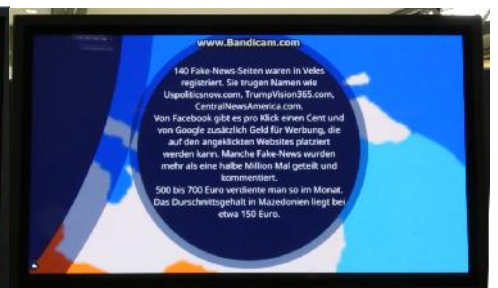 www.Bandicam.com
140 Fake-News-Seiten waren in Veles
registriert. Sie trugen Namen wie
Uspoliticsnow.com, TrumpVision365.com,
CentralNewsAmerica.com.
Von Facebook gibt es pro Klick einen Cent und
von Google zusätzlich Geld für Werbung, die
auf den angeklickten Websites platziert
werden kann. Manche Fake-News wurden
mehr als eine halbe Million Mal geteilt und
kommentiert.
500 bis 700 Euro verdiente man so im Monat.
Das Durschnittsgehalt in Mazedonien liegt bei
etwa 150 Euro.